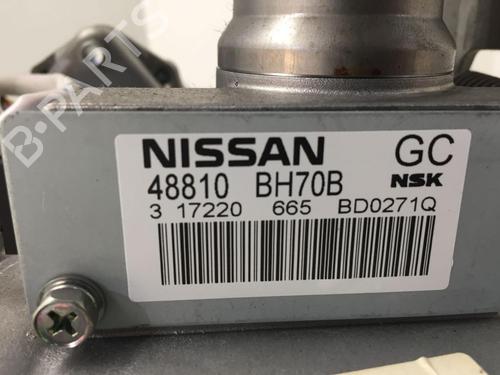 NISSAN GC
48810 BH70B NSK
3 17220 665 BD0271Q
B-PARTS